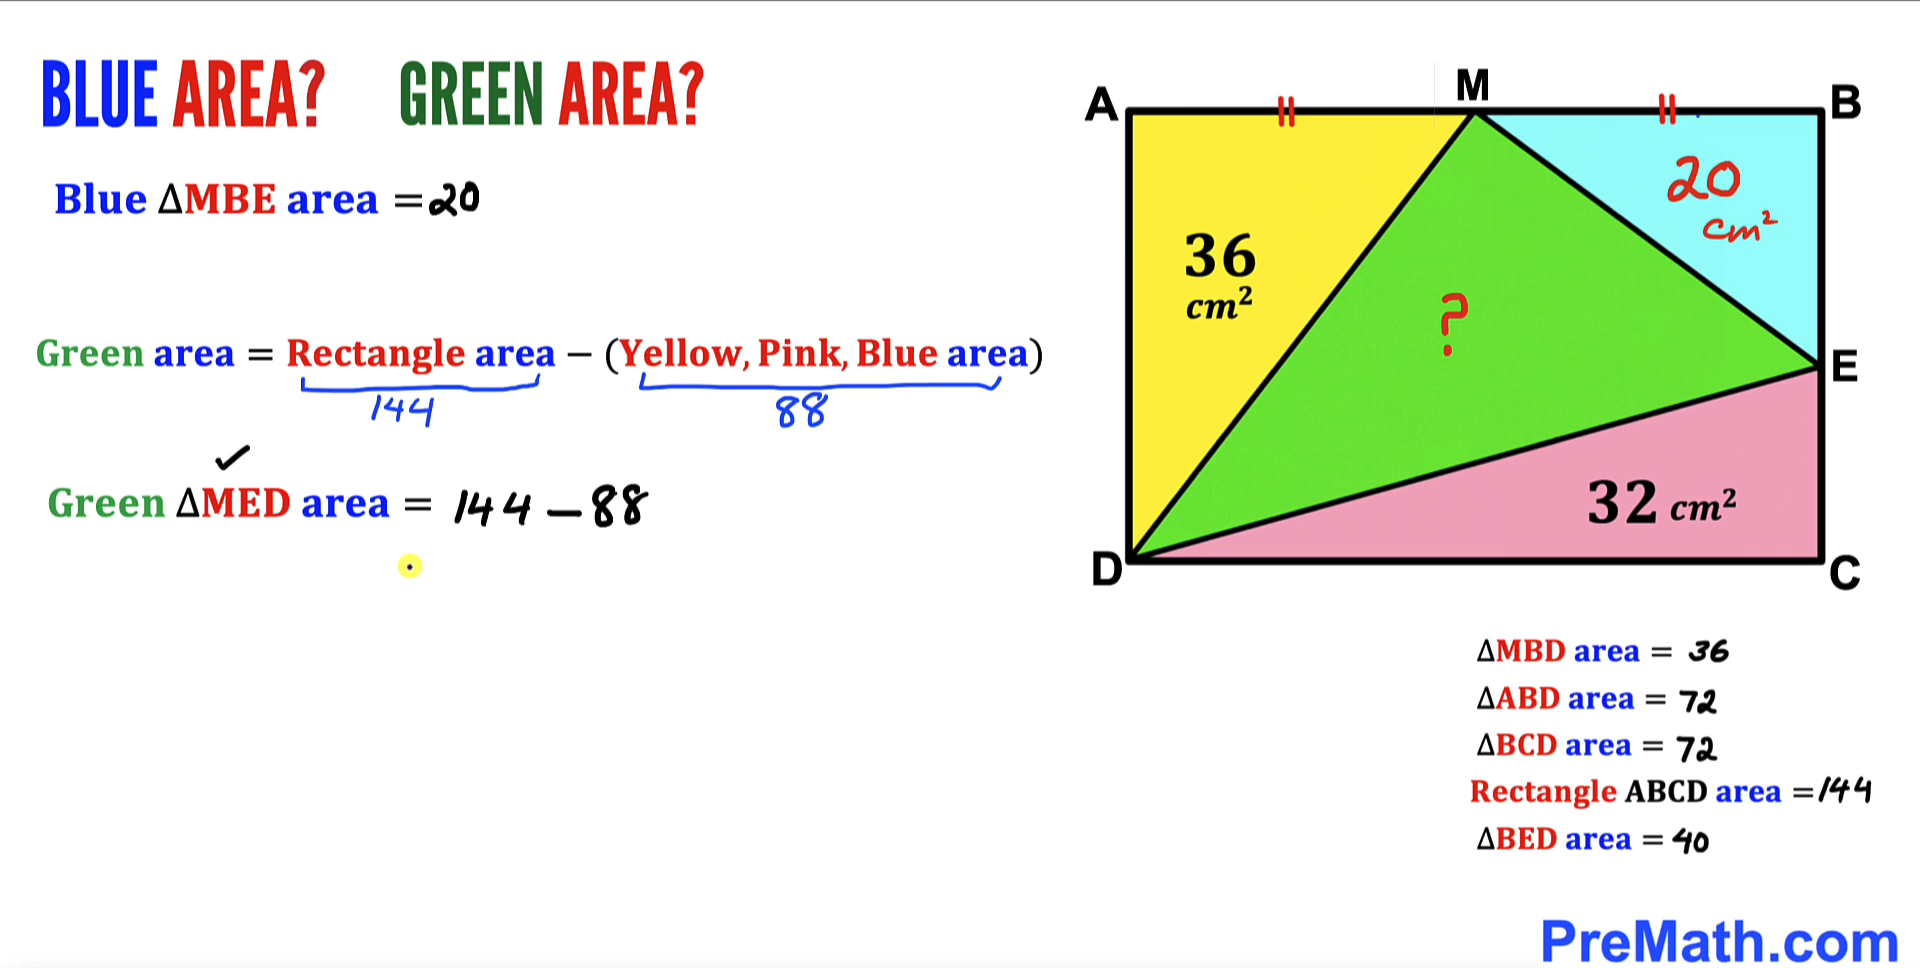 BLUE AREA? GREEN AREA?
Blue ΔMBE area = 20
Green area = Rectangle area − (Yellow, Pink, Blue area)
144 88
✓
Green ΔMED area = 144 − 88
A M B
20
cm²
36
cm²
?
E
32 cm²
D C
ΔMBD area = 36
ΔABD area = 72
ΔBCD area = 72
Rectangle ABCD area = 144
ΔBED area = 40
PreMath.com